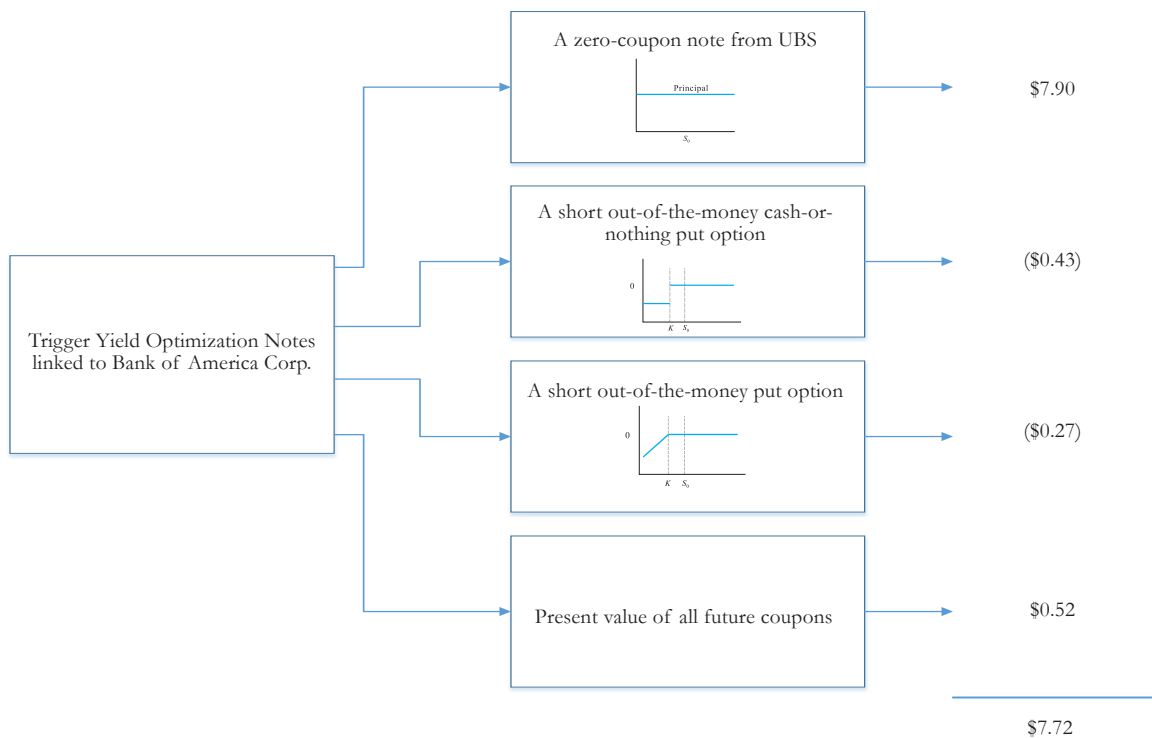 A zero-coupon note from UBS
Principal
S0
$7.90
A short out-of-the-money cash-or-
nothing put option
0
K S0
($0.43)
Trigger Yield Optimization Notes
linked to Bank of America Corp.
A short out-of-the-money put option
0
K S0
($0.27)
Present value of all future coupons
$0.52
$7.72